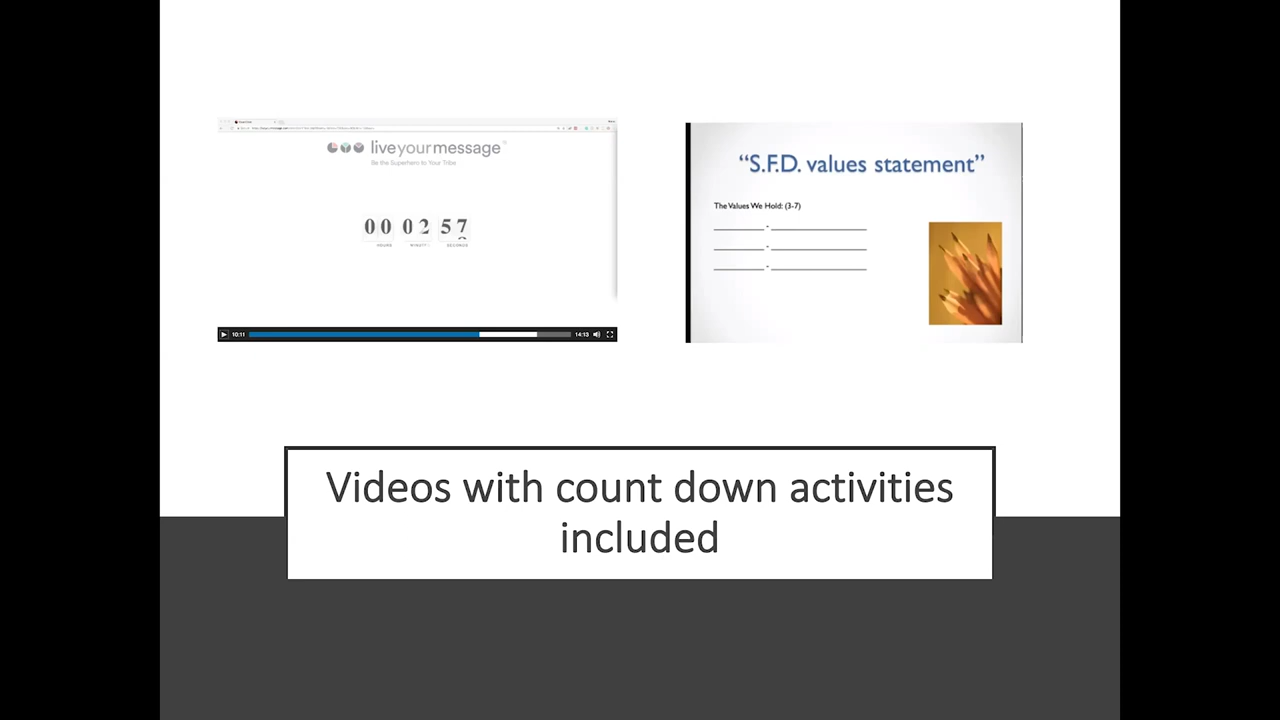 liveyourmessage
Be the Superhero to Your Tribe
00 02 57
HOURS
SECONDS
10:11
14:13
“S.F.D. values statement”
The Values We Hold: (3-7)
Videos with count down activities
included